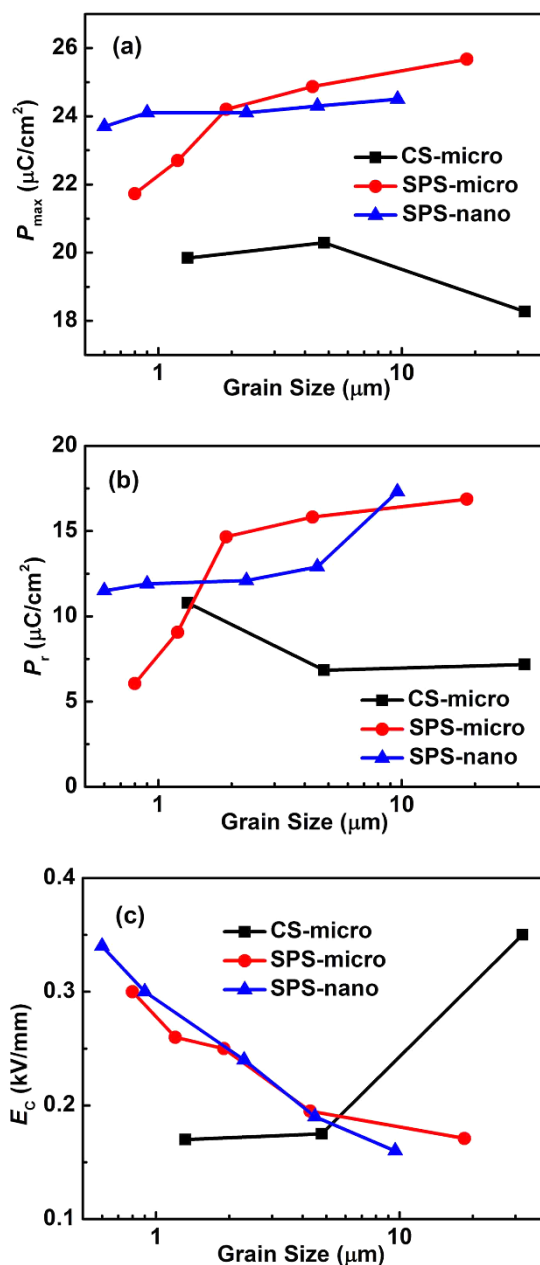 26
24
22
20
18
P max (μC/cm²)
(a)
CS-micro
SPS-micro
SPS-nano
1
10
Grain Size (μm)
20
15
10
5
0
P r (μC/cm²)
(b)
CS-micro
SPS-micro
SPS-nano
1
10
Grain Size (μm)
0.4
0.3
0.2
0.1
E C (kV/mm)
(c)
CS-micro
SPS-micro
SPS-nano
1
10
Grain Size (μm)